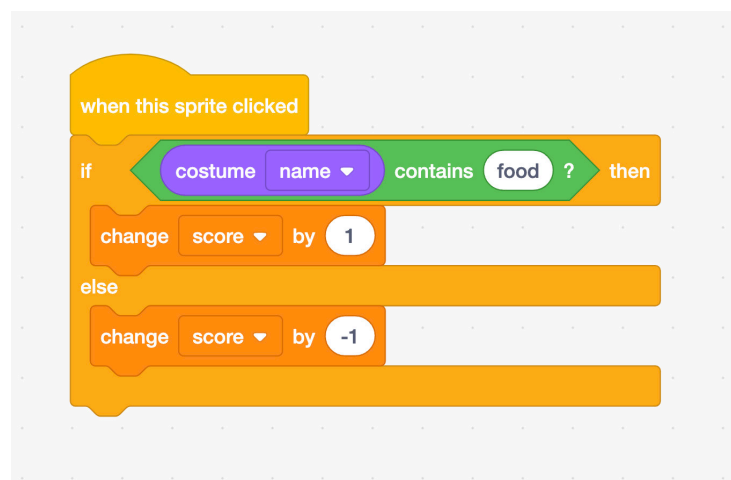 when this sprite clicked
if costume name contains food ? then
change score by 1
else
change score by -1